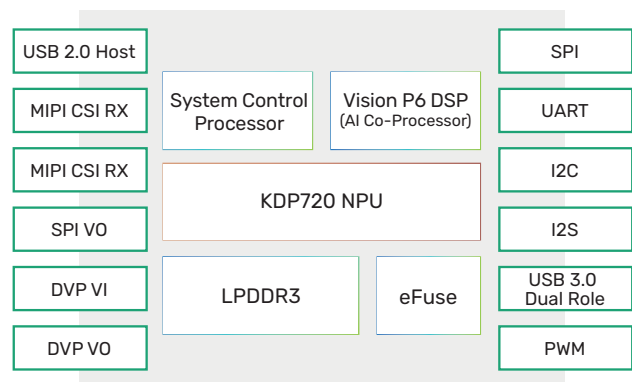 USB 2.0 Host
MIPI CSI RX
MIPI CSI RX
SPI VO
DVP VI
DVP VO
System Control
Processor
Vision P6 DSP
(AI Co-Processor)
KDP720 NPU
LPDDR3
eFuse
SPI
UART
I2C
I2S
USB 3.0
Dual Role
PWM